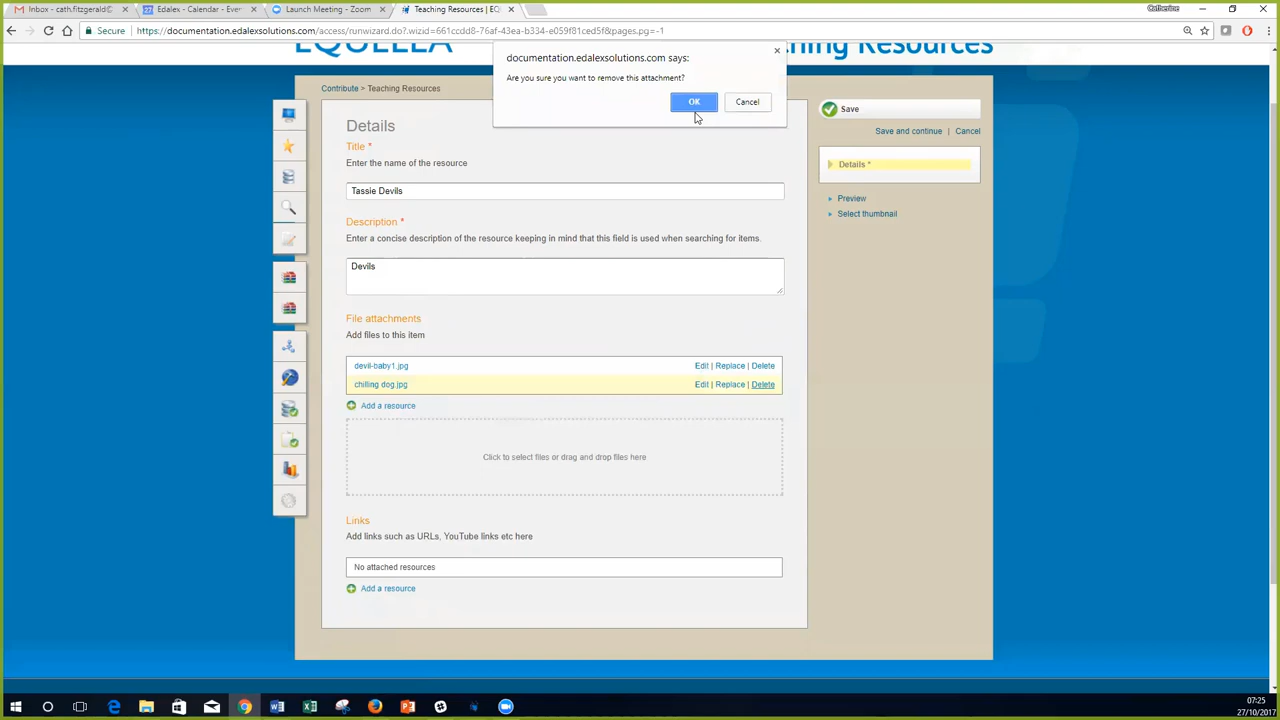 Inbox - cath.fitzgerald@
Edalex - Calendar - Eve
Launch Meeting - Zoom
Teaching Resources | EQ
Catherine
Secure
https://documentation.edalexsolutions.com/access/runwizard.do?.wizid=661ccdd8-76af-43ea-b334-e059f81ced5f&pages.pg=-1
EQUELLA
Teaching Resources
documentation.edalexsolutions.com says:
Are you sure you want to remove this attachment?
OK
Cancel
Contribute > Teaching Resources
Details
Title *
Enter the name of the resource
Tassie Devils
Description *
Enter a concise description of the resource keeping in mind that this field is used when searching for items.
Devils
File attachments
Add files to this item
devil-baby1.jpg Edit | Replace | Delete
chilling dog.jpg Edit | Replace | Delete
Add a resource
Click to select files or drag and drop files here
Links
Add links such as URLs, YouTube links etc here
No attached resources
Add a resource
Save
Save and continue | Cancel
Details *
Preview
Select thumbnail
07:25
27/10/2017